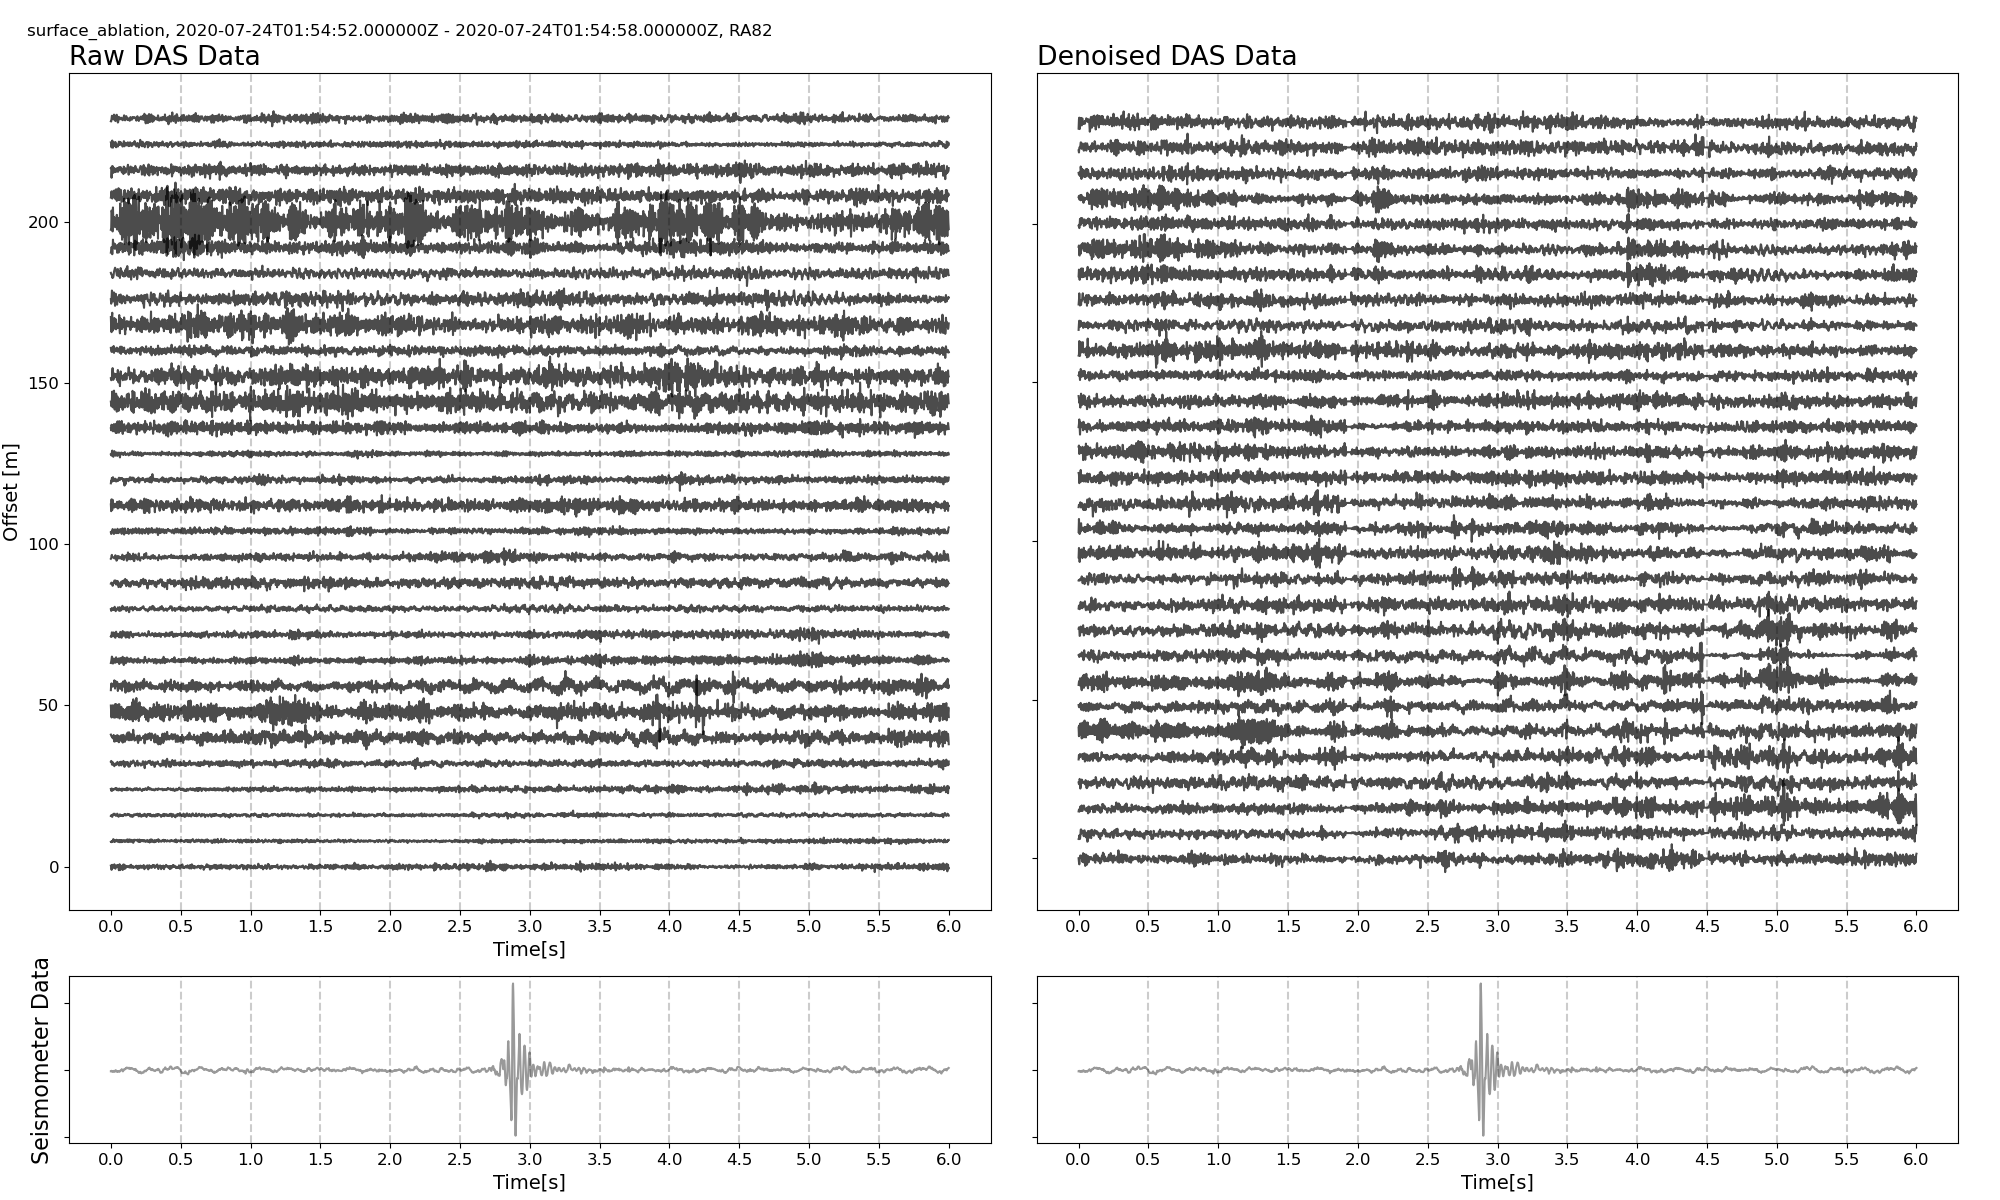 surface_ablation, 2020-07-24T01:54:52.000000Z - 2020-07-24T01:54:58.000000Z, RA82
Raw DAS Data
Denoised DAS Data
Offset [m]
200
150
100
50
0
0.0 0.5 1.0 1.5 2.0 2.5 3.0 3.5 4.0 4.5 5.0 5.5 6.0
Time[s]
0.0 0.5 1.0 1.5 2.0 2.5 3.0 3.5 4.0 4.5 5.0 5.5 6.0
Seismometer Data
0.0 0.5 1.0 1.5 2.0 2.5 3.0 3.5 4.0 4.5 5.0 5.5 6.0
Time[s]
0.0 0.5 1.0 1.5 2.0 2.5 3.0 3.5 4.0 4.5 5.0 5.5 6.0
Time[s]